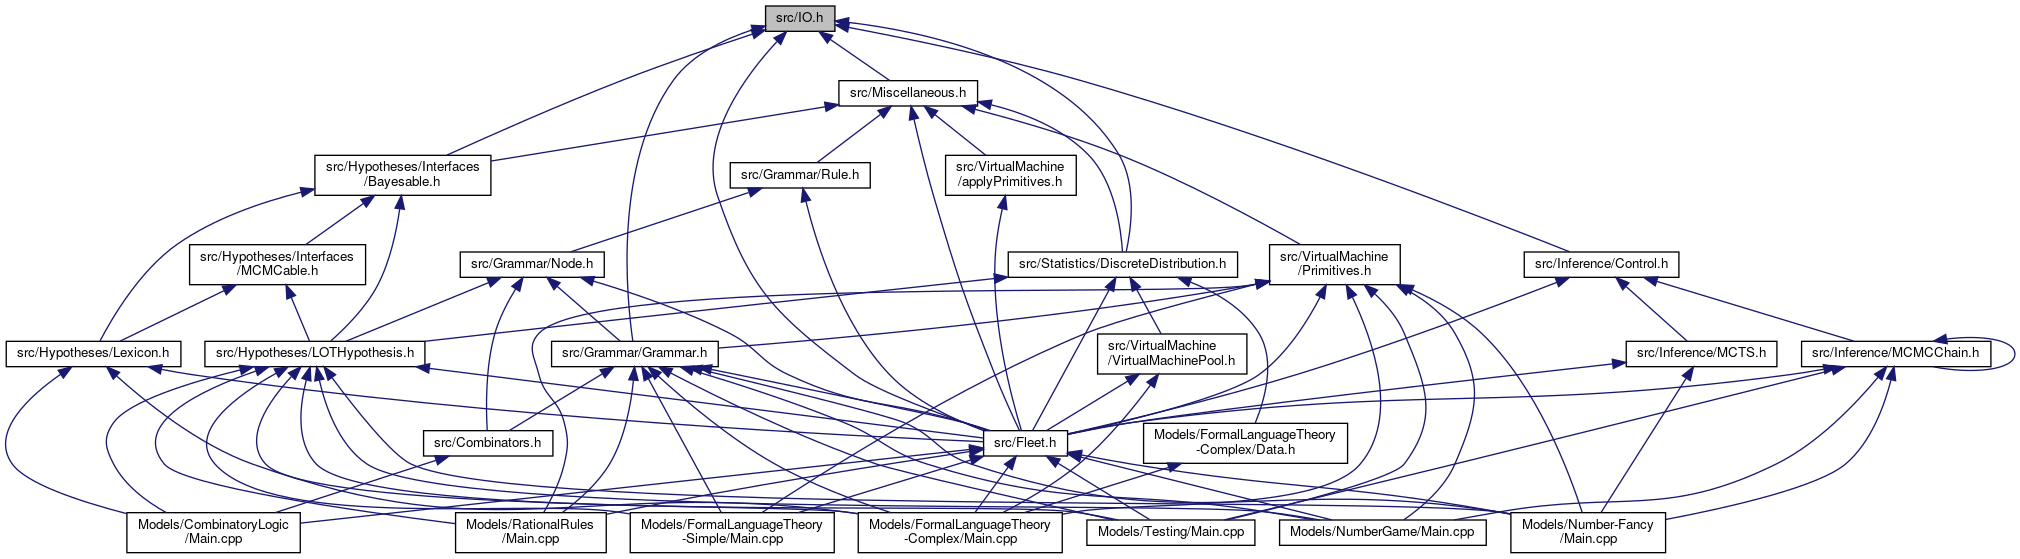 src/IO.h
src/Miscellaneous.h
src/Hypotheses/Interfaces
/Bayesable.h
src/Grammar/Rule.h
src/VirtualMachine
/applyPrimitives.h
src/Hypotheses/Interfaces
/MCMCable.h
src/Grammar/Node.h
src/Statistics/DiscreteDistribution.h
src/VirtualMachine
/Primitives.h
src/Inference/Control.h
src/Hypotheses/Lexicon.h
src/Hypotheses/LOTHypothesis.h
src/Grammar/Grammar.h
src/VirtualMachine
/VirtualMachinePool.h
src/Inference/MCTS.h
src/Inference/MCMCChain.h
src/Combinators.h
src/Fleet.h
Models/FormalLanguageTheory
-Complex/Data.h
Models/CombinatoryLogic
/Main.cpp
Models/RationalRules
/Main.cpp
Models/FormalLanguageTheory
-Simple/Main.cpp
Models/FormalLanguageTheory
-Complex/Main.cpp
Models/Testing/Main.cpp
Models/NumberGame/Main.cpp
Models/Number-Fancy
/Main.cpp